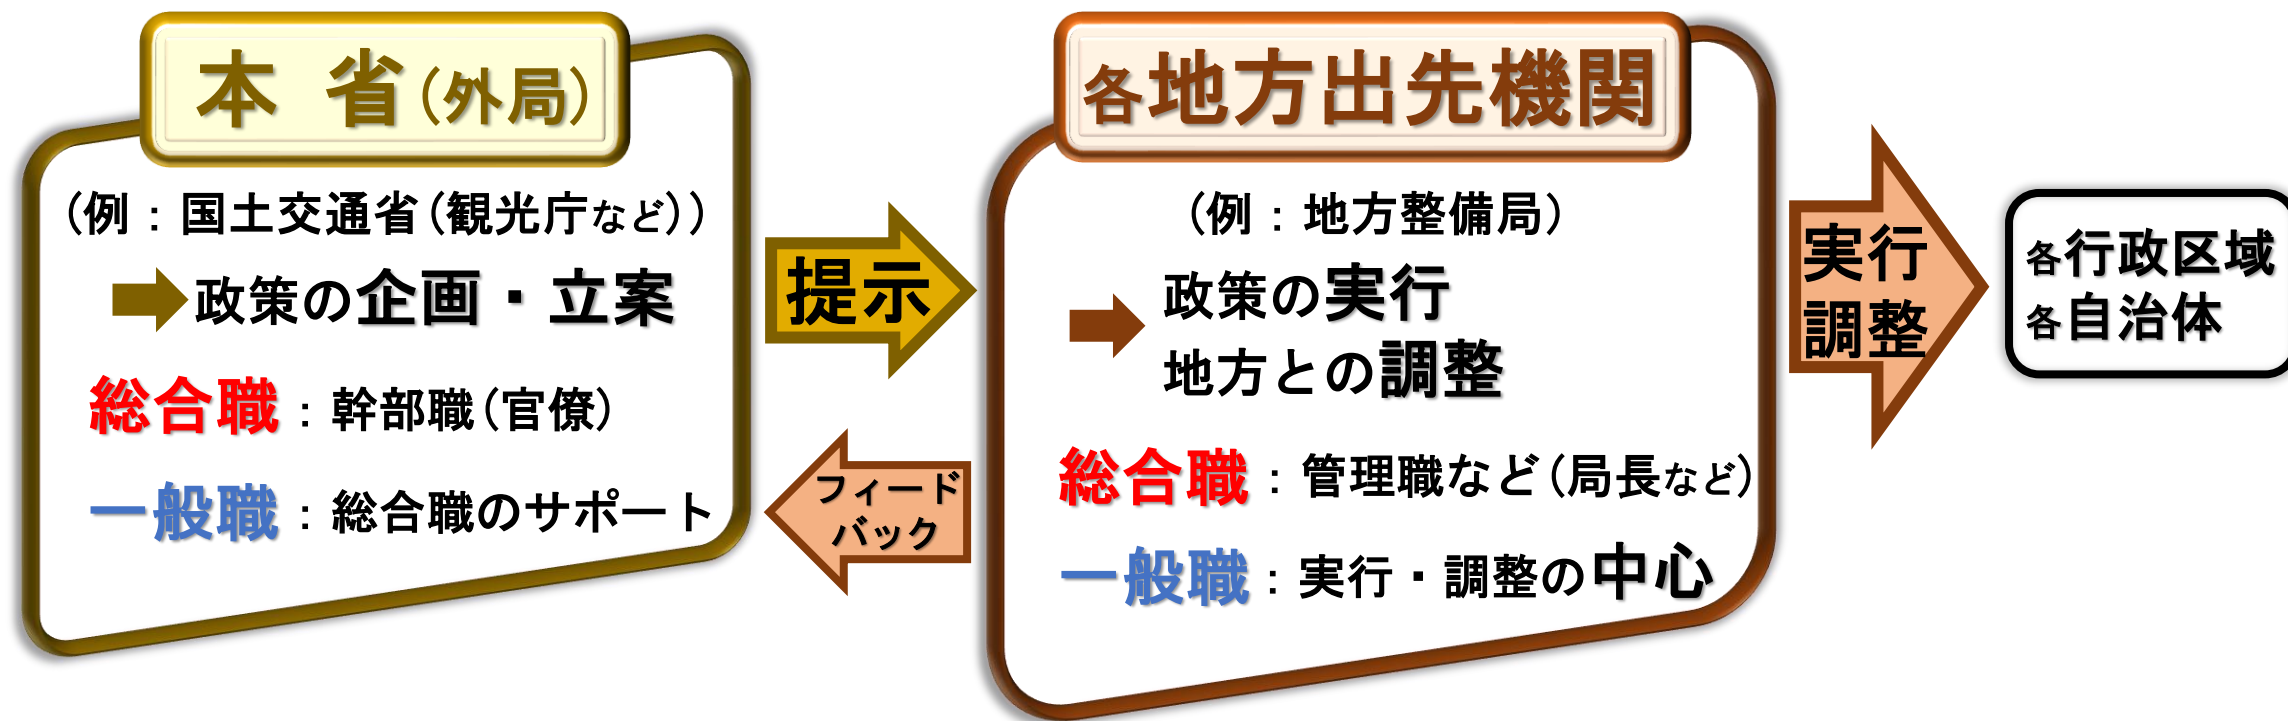 本 省(外局)
(例：国土交通省(観光庁など))
政策の企画・立案
総合職：幹部職(官僚)
一般職：総合職のサポート
提示
フィード
バック
各地方出先機関
(例：地方整備局)
政策の実行
地方との調整
総合職：管理職など(局長など)
一般職：実行・調整の中心
実行
調整
各行政区域
各自治体